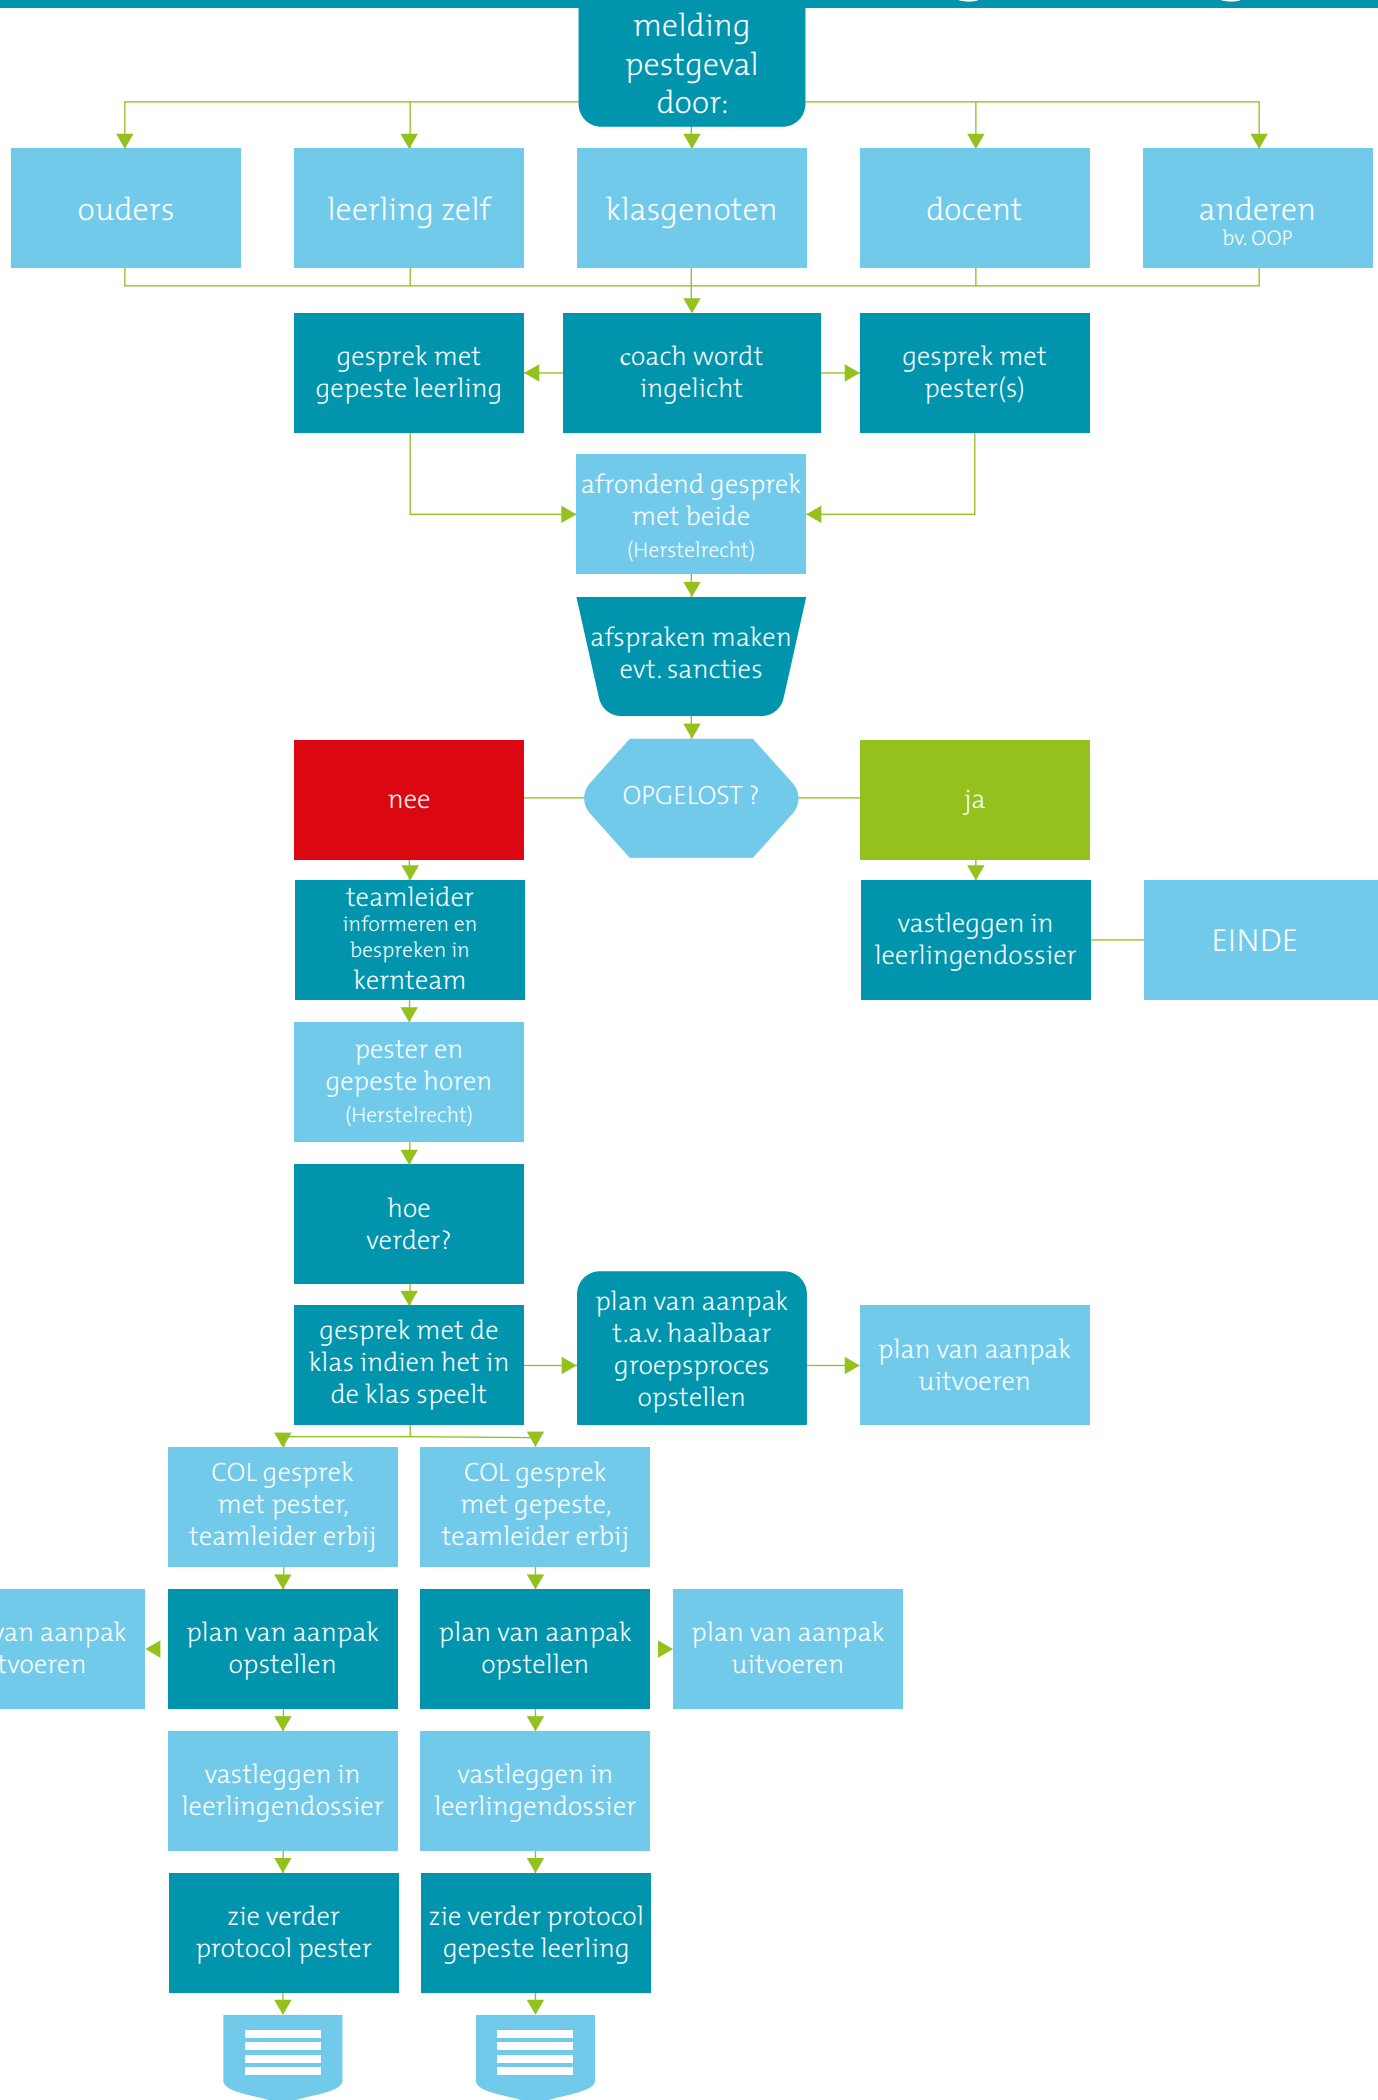 melding
pestgeval
door:
ouders
leerling zelf
klasgenoten
docent
anderen
bv. OOP
gesprek met
gepeste leerling
coach wordt
ingelicht
gesprek met
pester(s)
afrondend gesprek
met beide
(Herstelrecht)
afspraken maken
evt. sancties
nee
OPGELOST ?
ja
teamleider
informeren en
bespreken in
kernteam
vastleggen in
leerlingendossier
EINDE
pester en
gepeste horen
(Herstelrecht)
hoe
verder?
gesprek met de
klas indien het in
de klas speelt
plan van aanpak
t.a.v. haalbaar
groepsproces
opstellen
plan van aanpak
uitvoeren
COL gesprek
met pester,
teamleider erbij
COL gesprek
met gepeste,
teamleider erbij
van aanpak
tvoeren
plan van aanpak
opstellen
plan van aanpak
opstellen
plan van aanpak
uitvoeren
vastleggen in
leerlingendossier
vastleggen in
leerlingendossier
zie verder
protocol pester
zie verder protocol
gepeste leerling